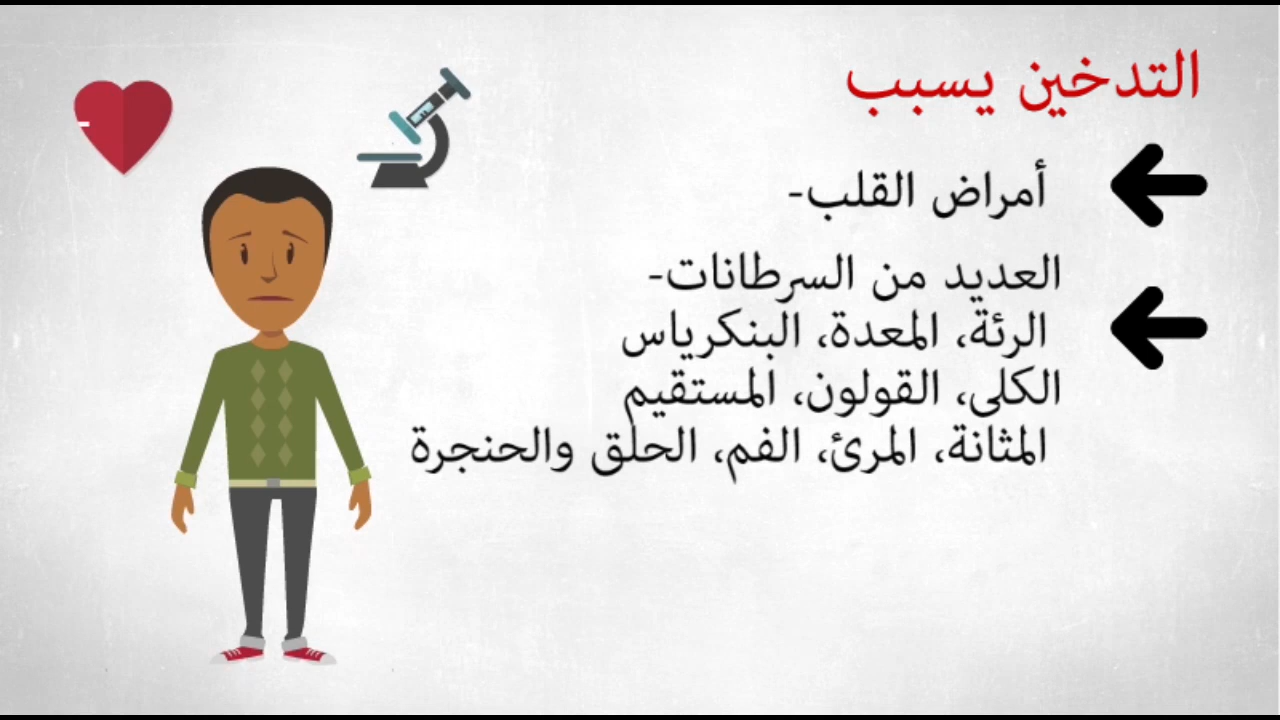 التدخين يسبب
أمراض القلب-
العديد من السرطانات-
الرئة، المعدة، البنكرياس
الكلى، القولون، المستقيم
المثانة، المرئ، الفم، الحلق والحنجرة